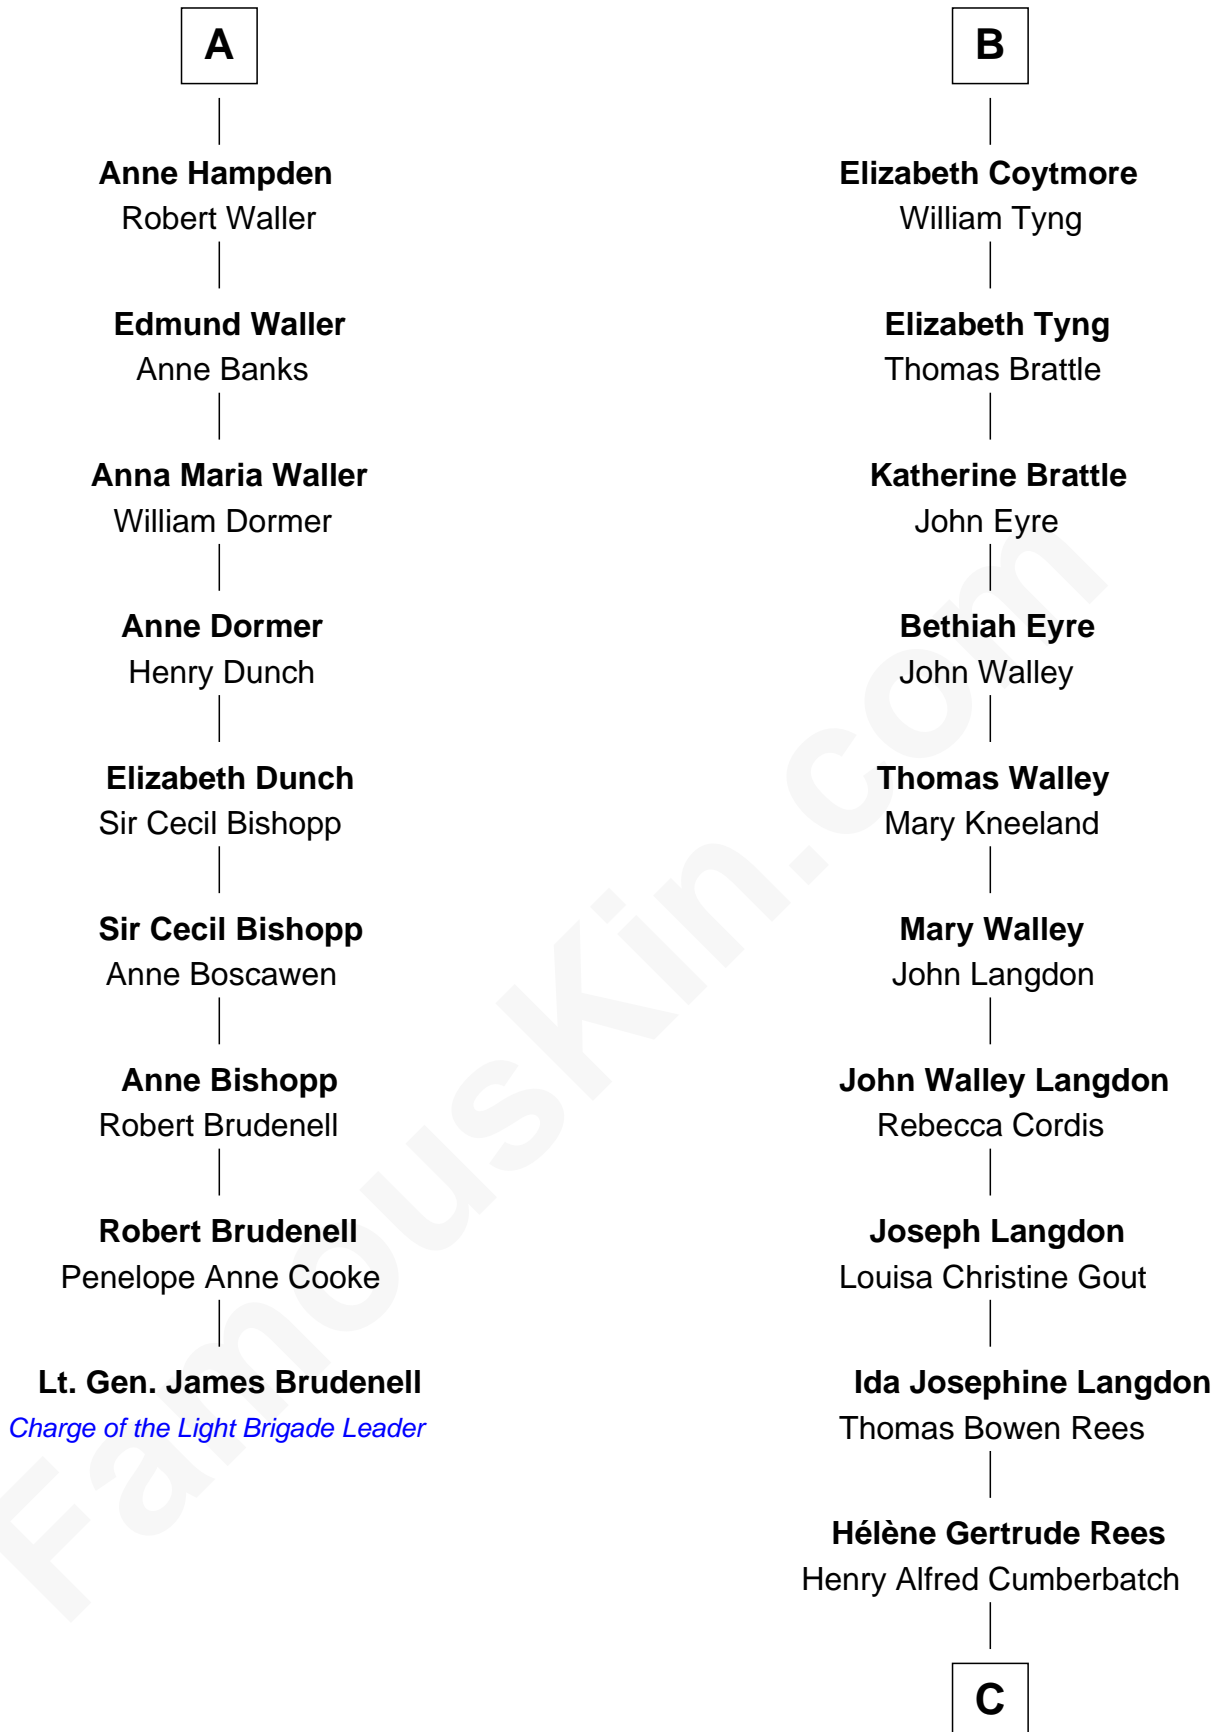 A
Anne Hampden
Robert Waller
Edmund Waller
Anne Banks
Anna Maria Waller
William Dormer
Anne Dormer
Henry Dunch
Elizabeth Dunch
Sir Cecil Bishopp
Sir Cecil Bishopp
Anne Boscawen
Anne Bishopp
Robert Brudenell
Robert Brudenell
Penelope Anne Cooke
Lt. Gen. James Brudenell
Charge of the Light Brigade Leader
B
Elizabeth Coytmore
William Tyng
Elizabeth Tyng
Thomas Brattle
Katherine Brattle
John Eyre
Bethiah Eyre
John Walley
Thomas Walley
Mary Kneeland
Mary Walley
John Langdon
John Walley Langdon
Rebecca Cordis
Joseph Langdon
Louisa Christine Gout
Ida Josephine Langdon
Thomas Bowen Rees
Hélène Gertrude Rees
Henry Alfred Cumberbatch
C
FamousKin.com